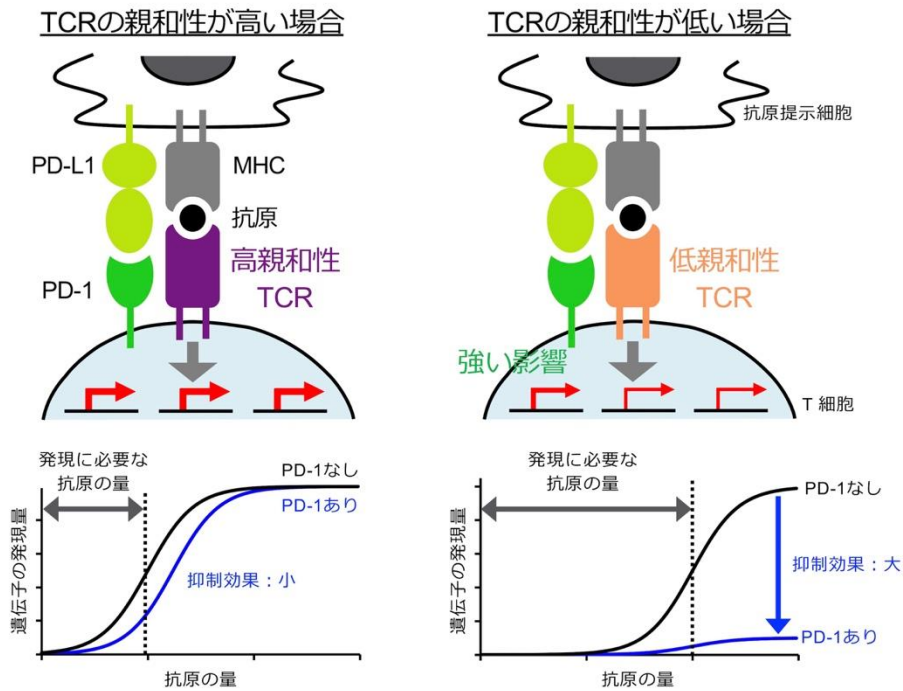 TCRの親和性が高い場合
PD-L1
MHC
抗原
高親和性
TCR
PD-1
発現に必要な
抗原の量
PD-1なし
PD-1あり
抑制効果：小
遺伝子の発現量
抗原の量
TCRの親和性が低い場合
抗原提示細胞
低親和性
TCR
強い影響
T 細胞
発現に必要な
抗原の量
PD-1なし
抑制効果：大
PD-1あり
遺伝子の発現量
抗原の量